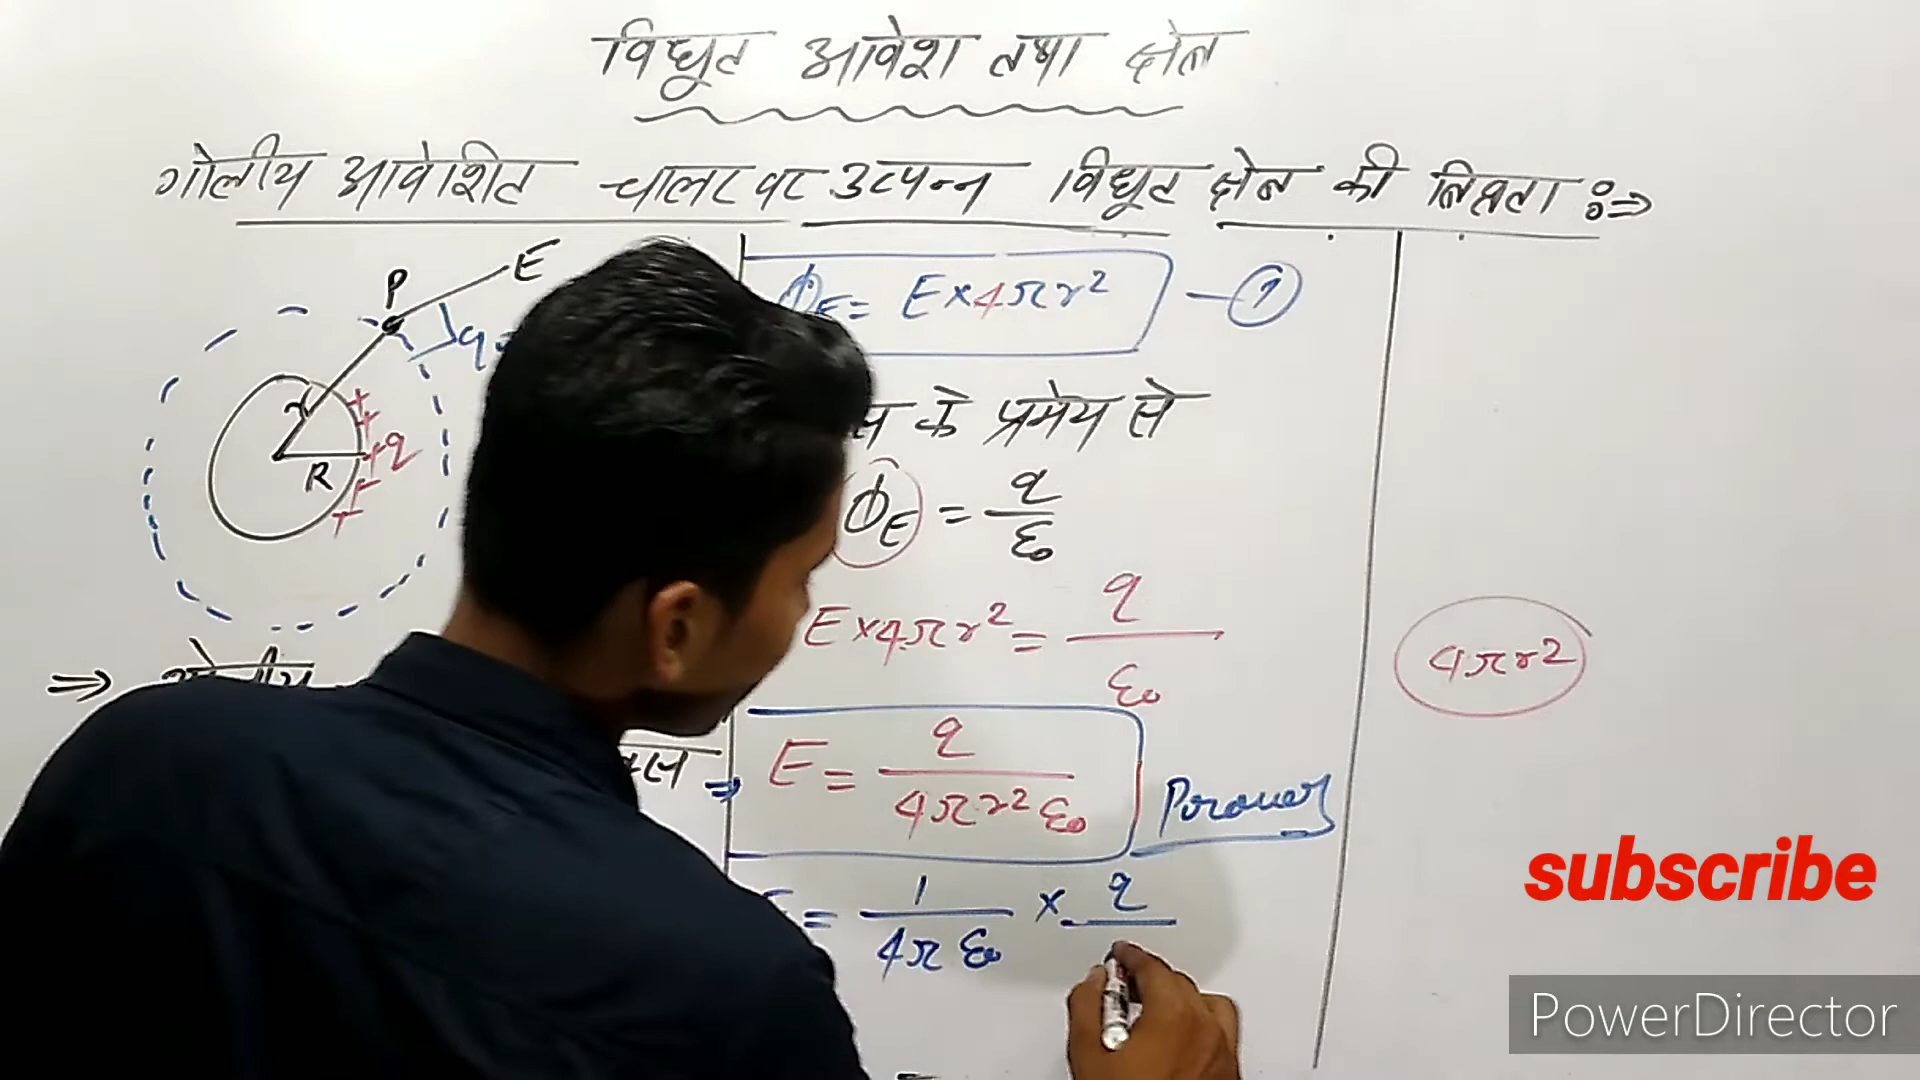 विद्युत आवेश तथा क्षेत्र
गोलीय आवेशित चालक पर उत्पन्न विद्युत क्षेत्र की तिव्रता :⇒
P E
r
R
+ + + + + q
⇒ गोलीय
ϕE = E×4πr² — ①
के प्रमेय से
ϕE = q/ε₀
E×4πr² = q/ε₀
⇒ E = q/4πr²ε₀
= 1/4πε₀ × q/
4πr²
subscribe
PowerDirector